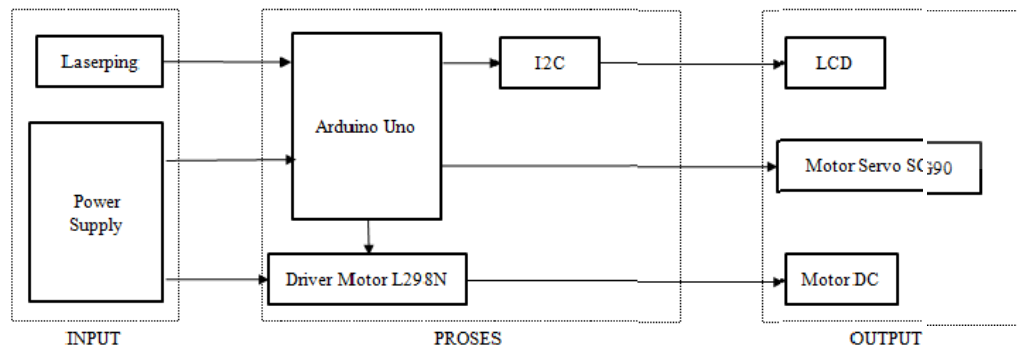 Laserping
Power
Supply
INPUT
Arduino Uno
I2C
Driver Motor L298N
PROSES
LCD
Motor Servo SG90
Motor DC
OUTPUT